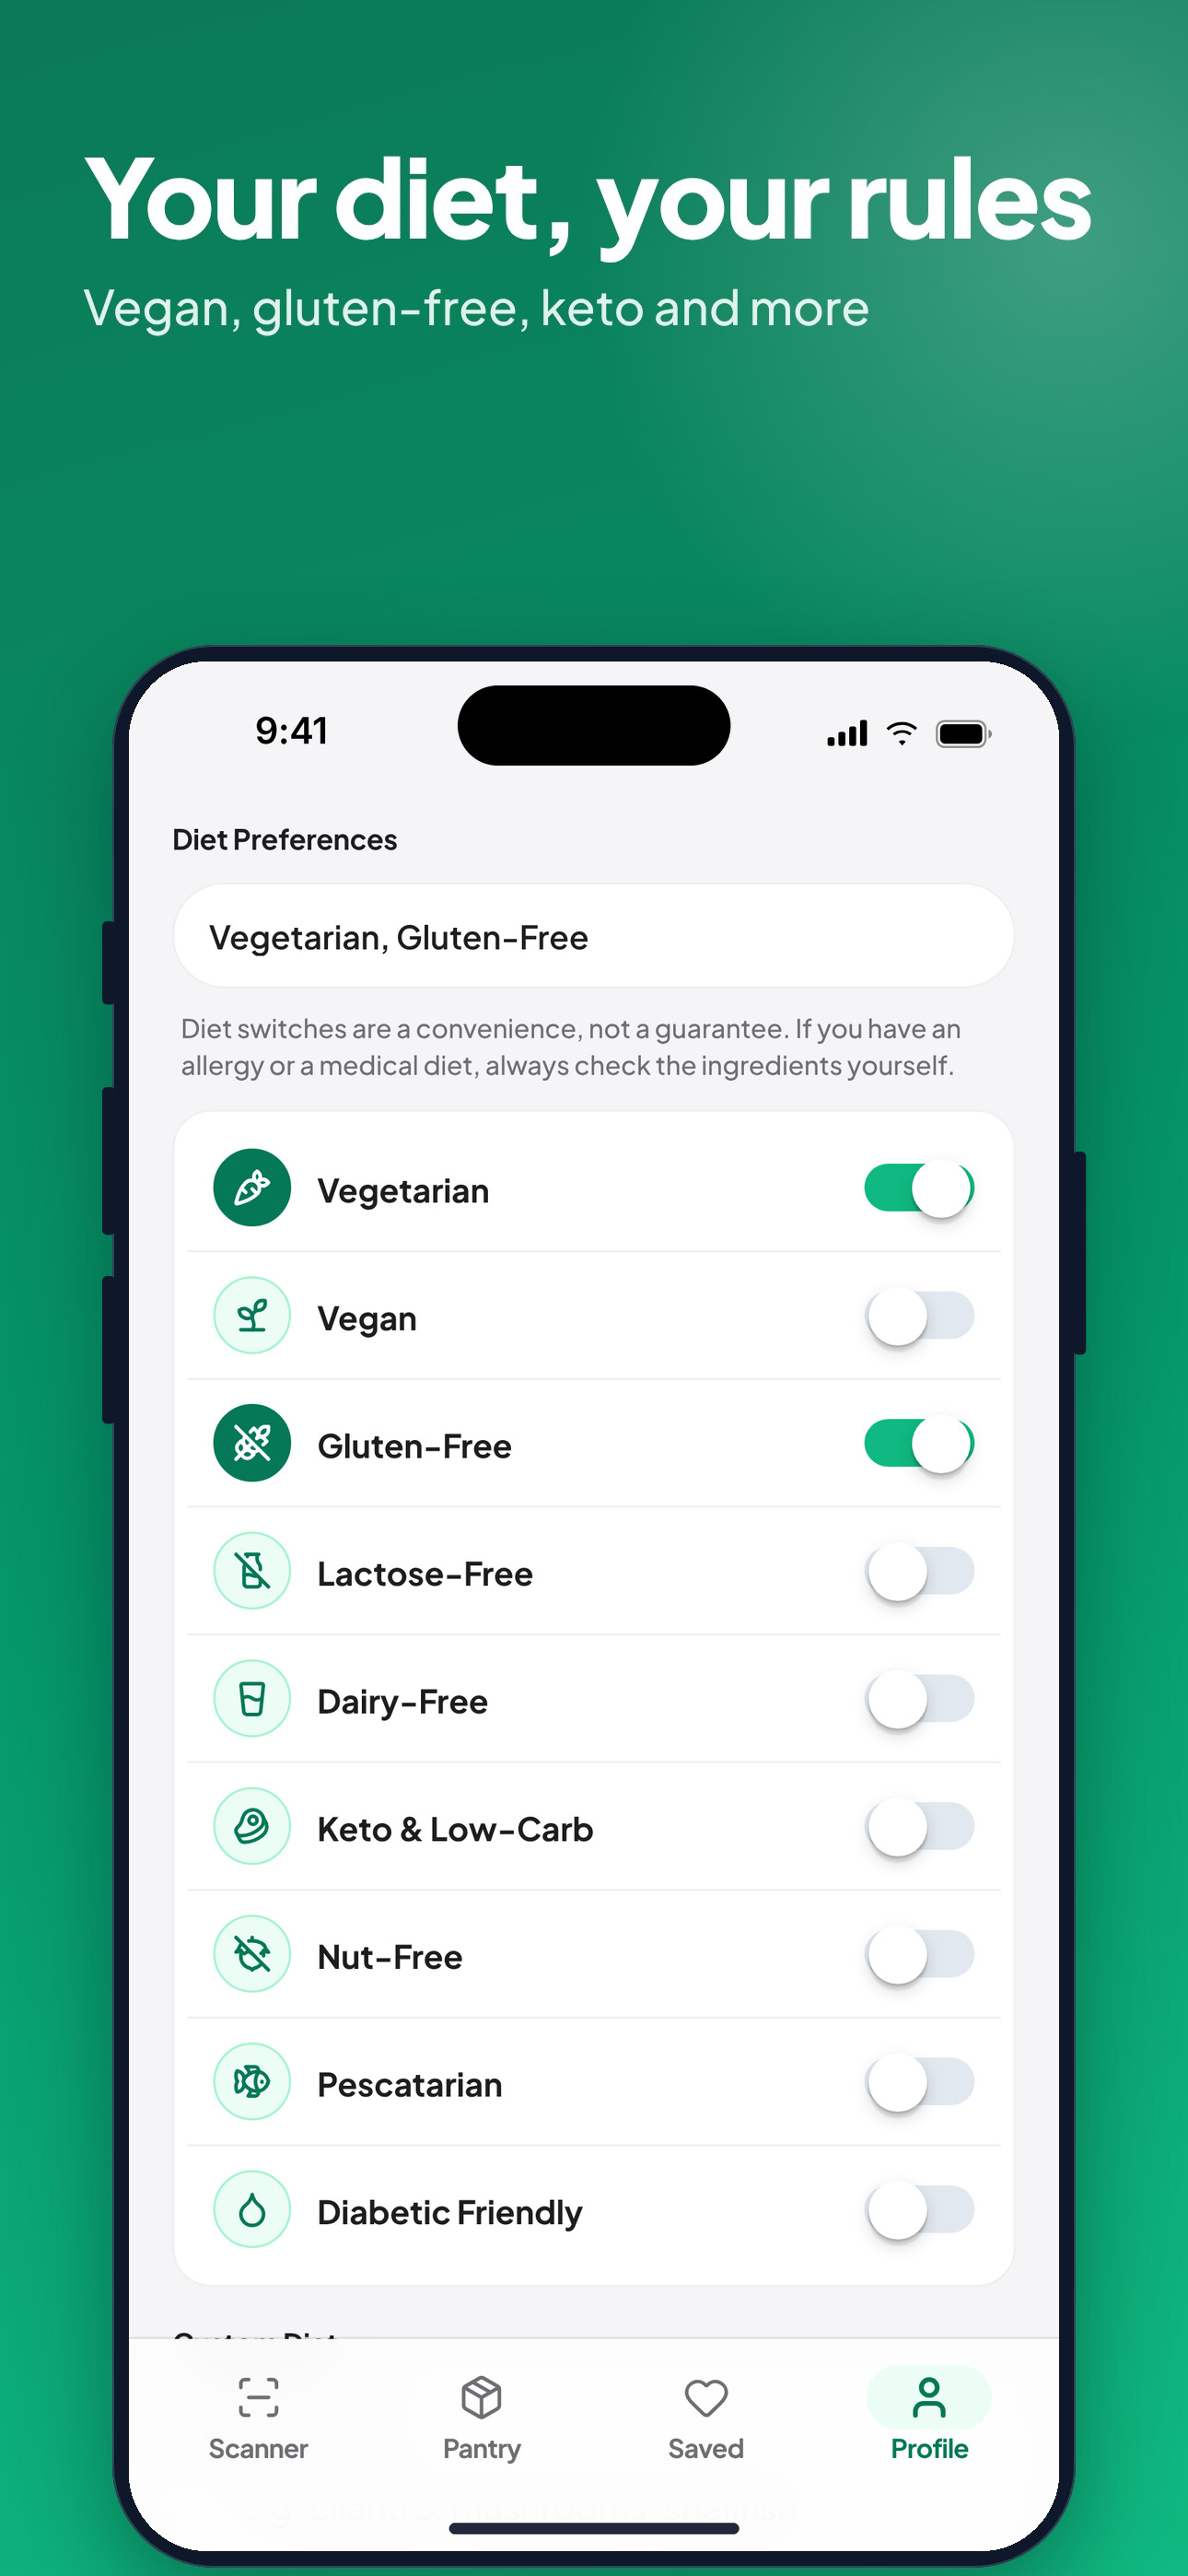 Your diet, your rules
Vegan, gluten-free, keto and more
9:41
Diet Preferences
Vegetarian, Gluten-Free
Diet switches are a convenience, not a guarantee. If you have an
allergy or a medical diet, always check the ingredients yourself.
Vegetarian
Vegan
Gluten-Free
Lactose-Free
Dairy-Free
Keto & Low-Carb
Nut-Free
Pescatarian
Diabetic Friendly
Custom Diet
Scanner
Pantry
Saved
Profile